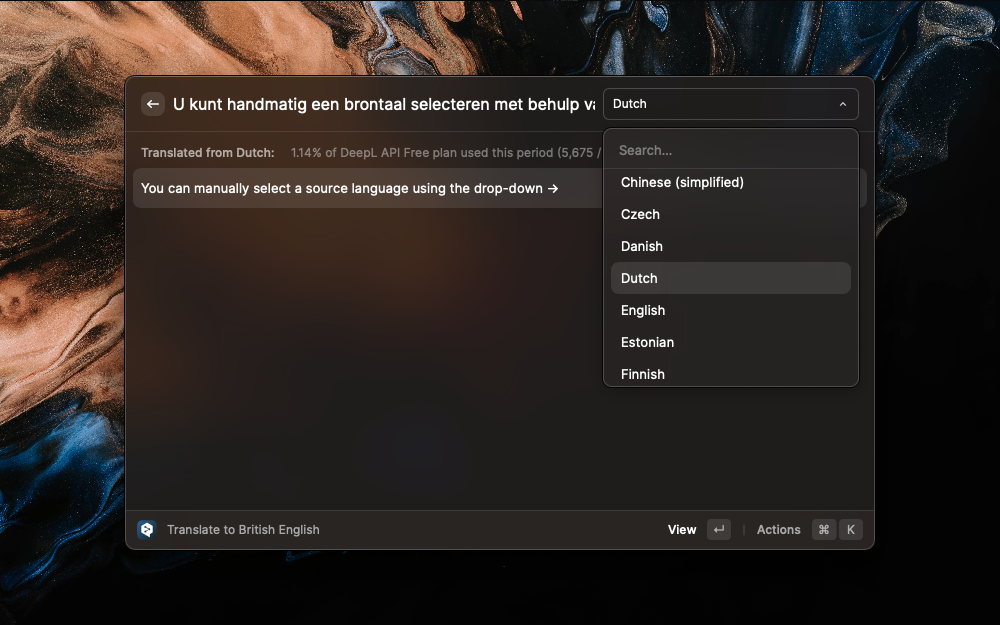 U kunt handmatig een brontaal selecteren met behulp
Dutch
Translated from Dutch: 1.14% of DeepL API Free plan used this period (5,675 /
You can manually select a source language using the drop-down →
Search...
Chinese (simplified)
Czech
Danish
Dutch
English
Estonian
Finnish
Translate to British English
View ↵ Actions ⌘ K